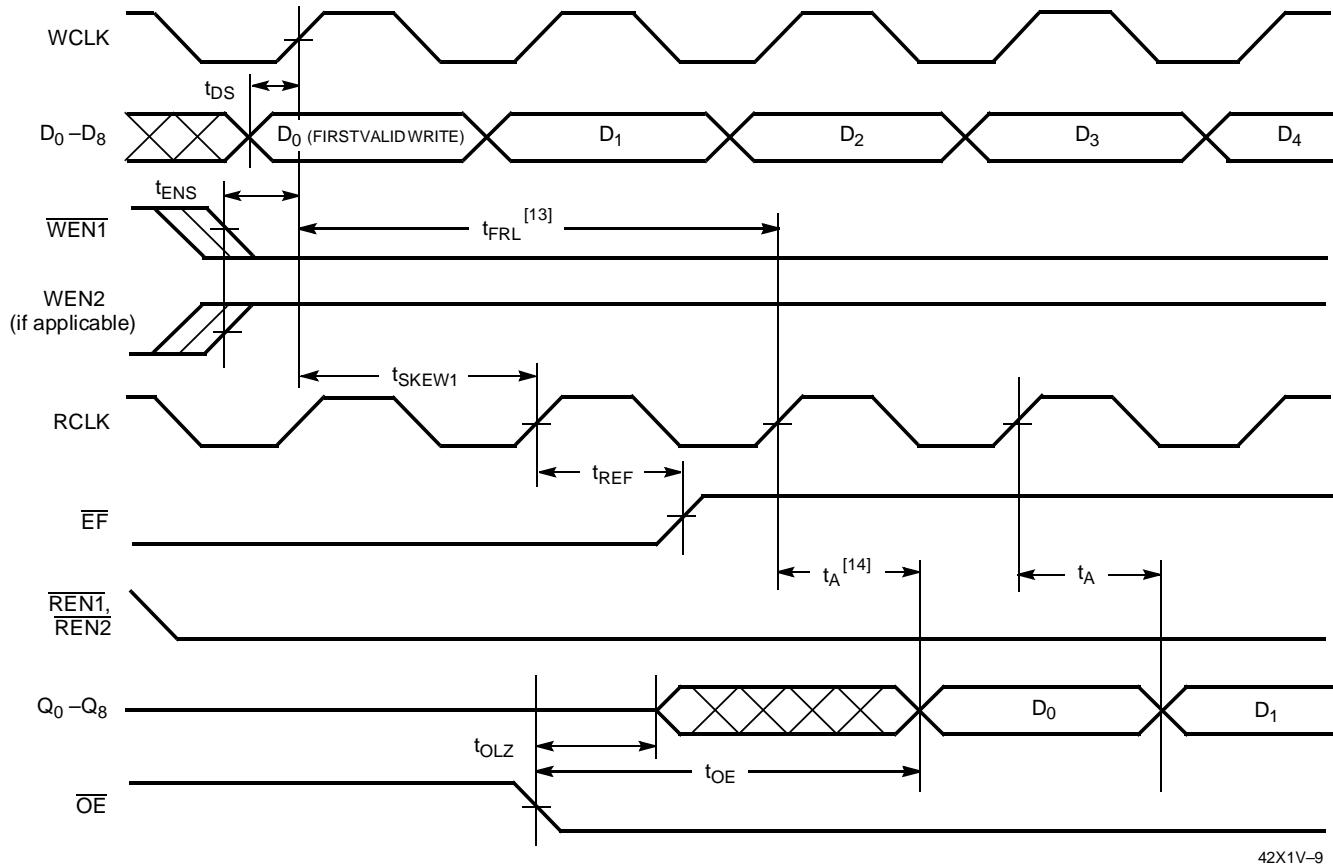 WCLK
tDS
D0 –D8
D0 (FIRSTVALIDWRITE)
D1
D2
D3
D4
tENS
WEN1
tFRL [13]
WEN2
(if applicable)
tSKEW1
RCLK
tREF
EF
tA [14]
tA
REN1,
REN2
Q0 –Q8
D0
D1
tOLZ
tOE
OE
42X1V–9